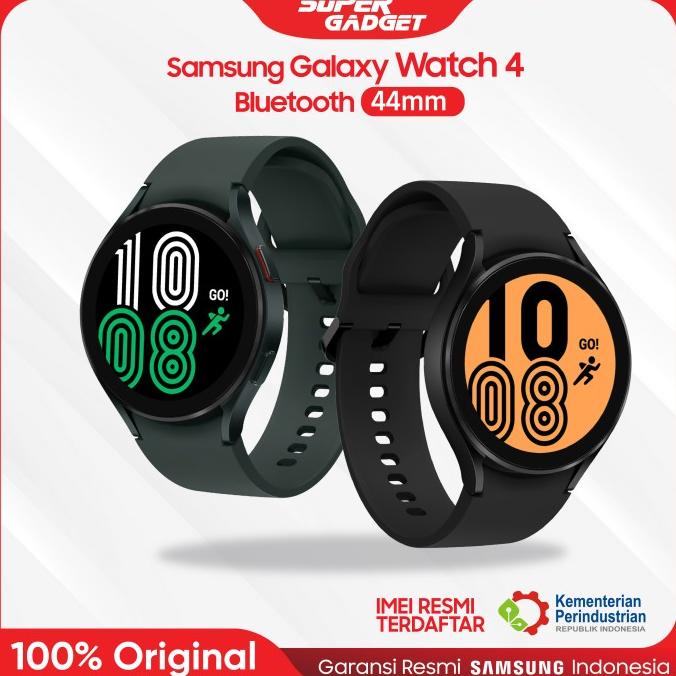 SUPER
GADGET
Samsung Galaxy Watch 4
Bluetooth 44mm
10
08
GO!
10
08
GO!
IMEI RESMI
TERDAFTAR
Kementerian
Perindustrian
REPUBLIK INDONESIA
100% Original
Garansi Resmi SAMSUNG Indonesia